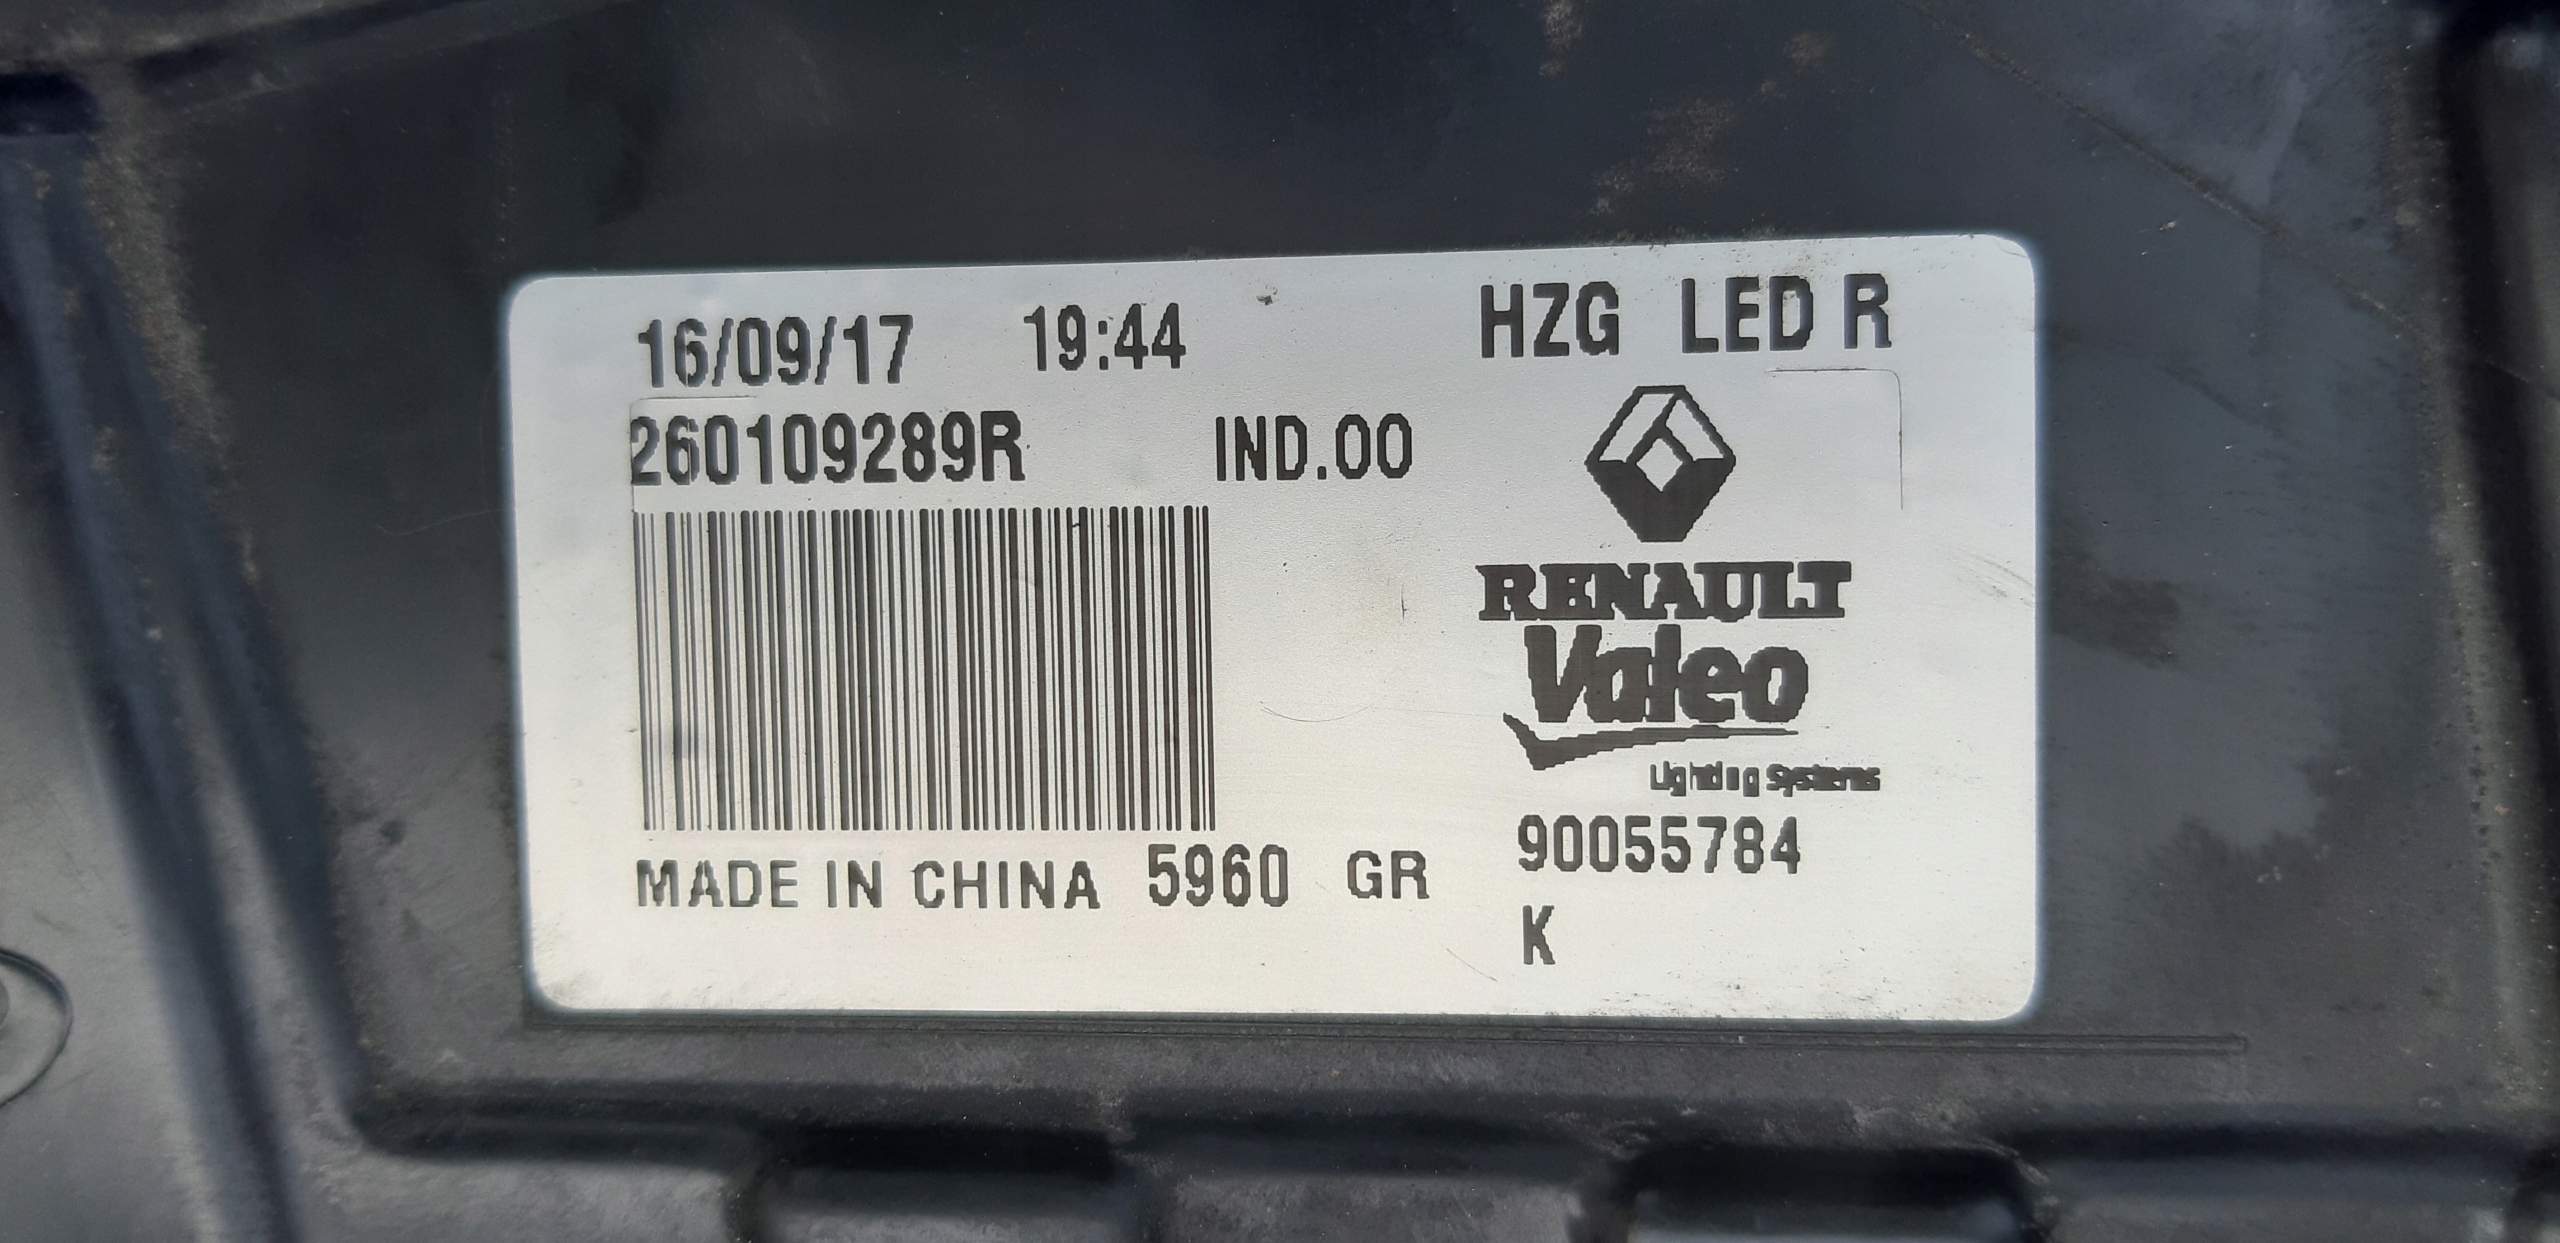 16/09/17 19:44 HZG LED R
260109289R IND.00
RENAULT
Valeo
Lighting Systems
MADE IN CHINA 5960 GR 90055784
K